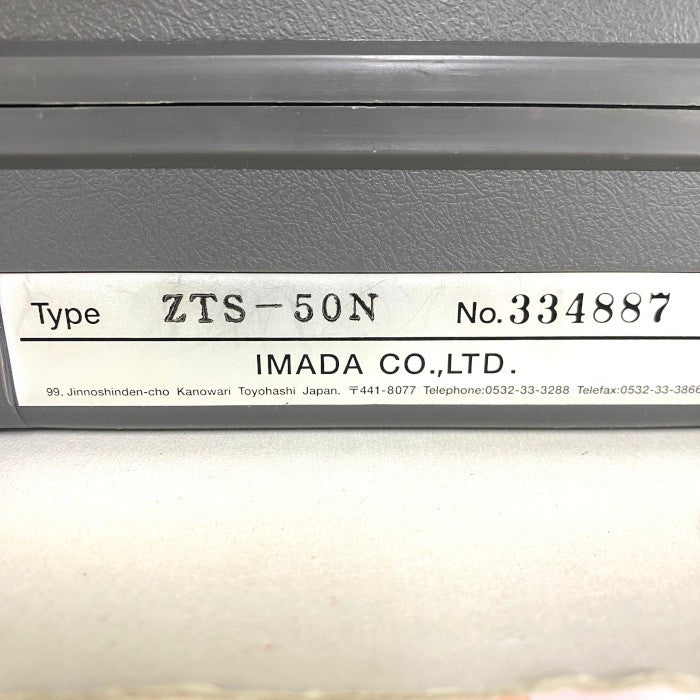 Type ZTS-50N No. 334887
IMADA CO.,LTD.
99, Jinnoshinden-cho Kanowari Toyohashi Japan. 〒441-8077 Telephone:0532-33-3288 Telefax:0532-33-3866